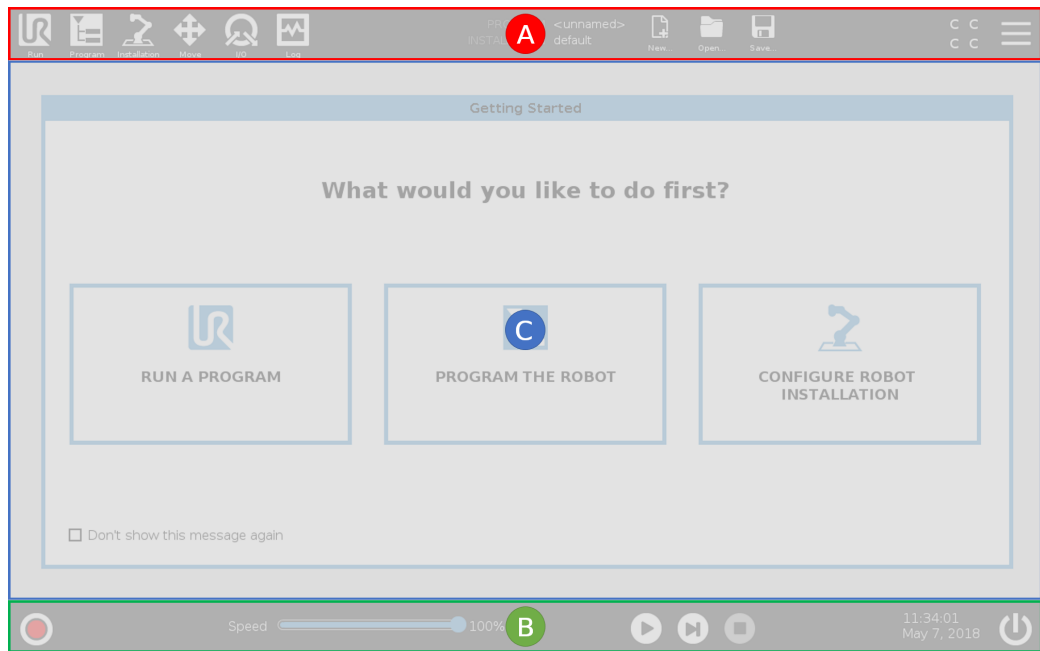 PR
<unnamed>
INSTAL
default
A
C C
C C
Run
Program
Installation
Move
I/O
Log
New...
Open...
Save...
Getting Started
What would you like to do first?
C
RUN A PROGRAM
PROGRAM THE ROBOT
CONFIGURE ROBOT
INSTALLATION
Don't show this message again
Speed
100%
B
11:34:01
May 7, 2018